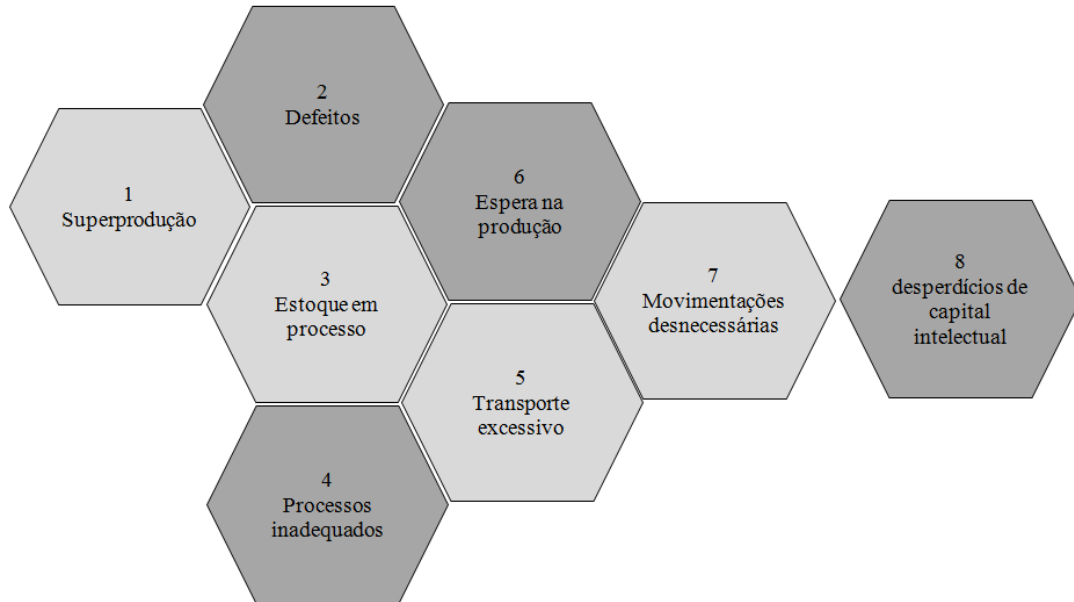 1
Superprodução
2
Defeitos
3
Estoque em
processo
4
Processos
inadequados
5
Transporte
excessivo
6
Espera na
produção
7
Movimentações
desnecessárias
8
desperdícios de
capital
intelectual